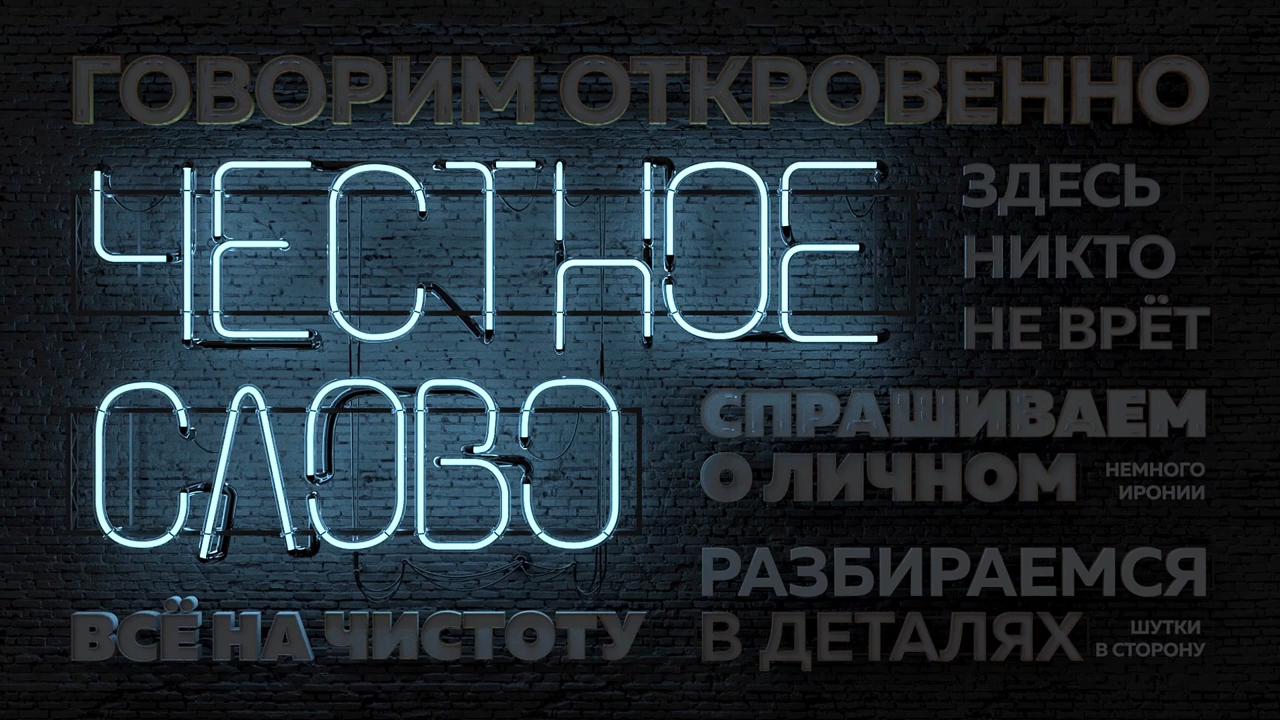 ГОВОРИМ ОТКРОВЕННО
ЧЕСТНОЕ
СЛОВО
ЗДЕСЬ
НИКТО
НЕ ВРЁТ
СПРАШИВАЕМ
О ЛИЧНОМ
НЕМНОГО
ИРОНИИ
РАЗБИРАЕМСЯ
В ДЕТАЛЯХ
ШУТКИ
В СТОРОНУ
ВСЁ НА ЧИСТОТУ